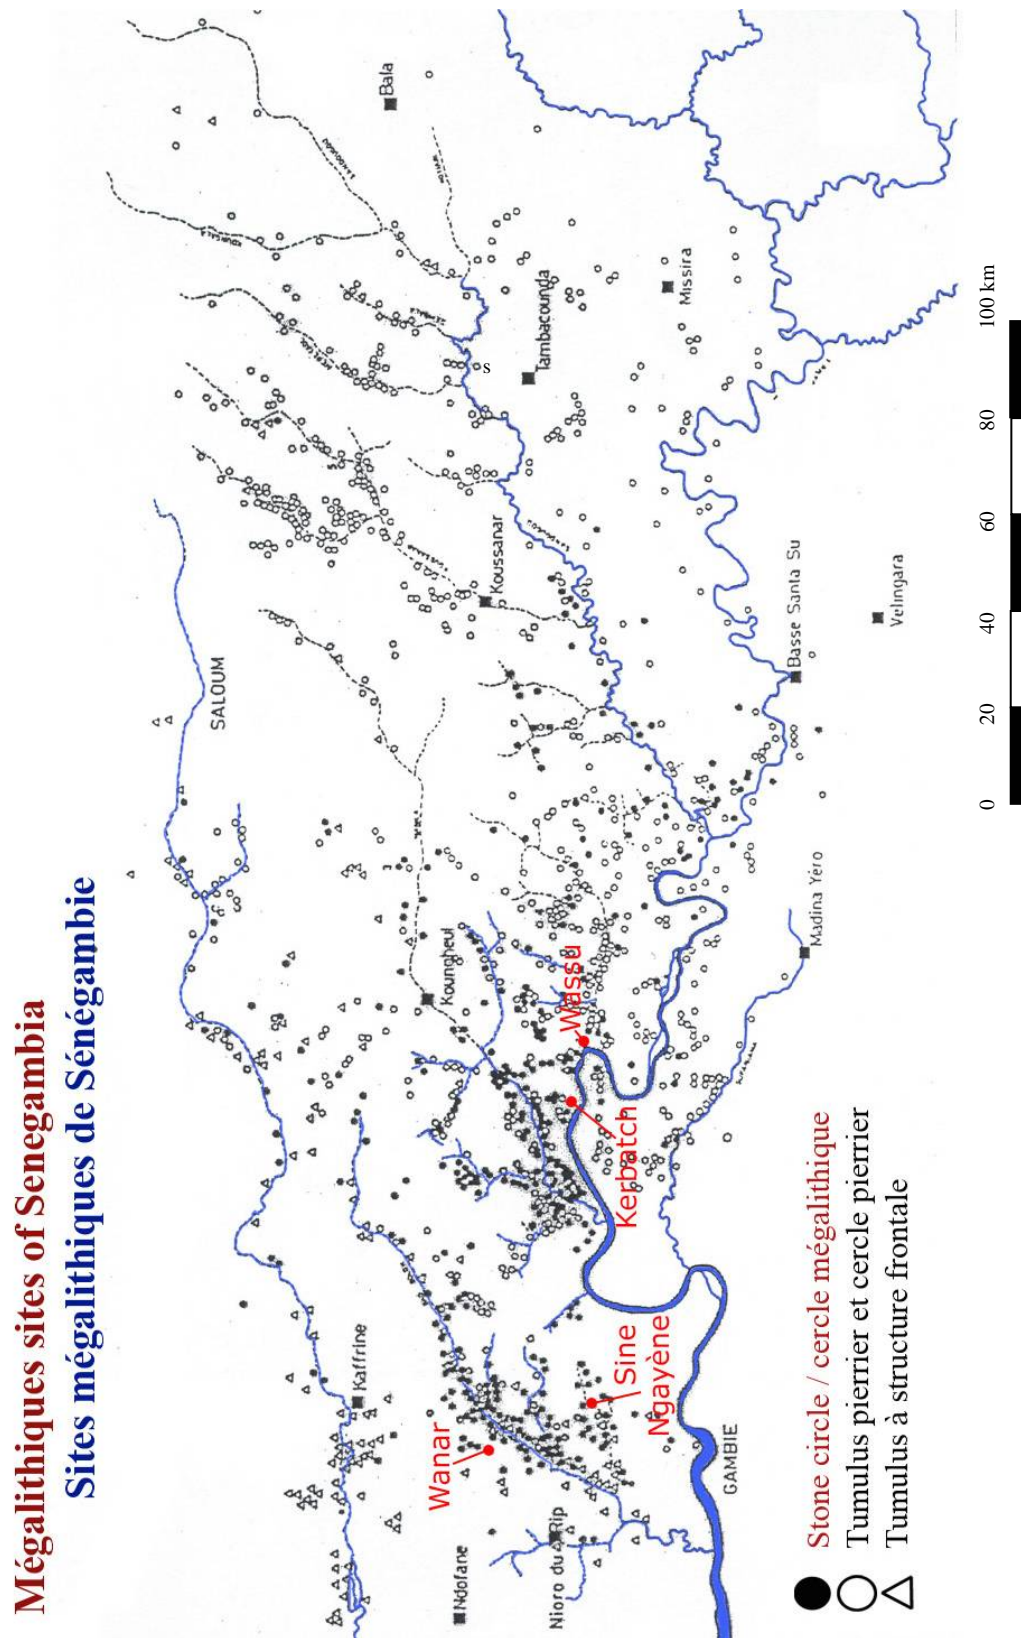 Mégalithiques sites of Senegambia
Sites mégalithiques de Sénégambie
SALOUM
Bala
Kaffrine
Koungheul
Koussanar
Tambacounda
Missira
Wanar
Ndofane
Nioro du Rip
Sine
Ngayène
Kerbatch
Wassu
GAMBIE
Madina Yéro
Basse Santa Su
Velingara
s
Stone circle / cercle mégalithique
Tumulus pierrier et cercle pierrier
Tumulus à structure frontale
0 20 40 60 80 100 km